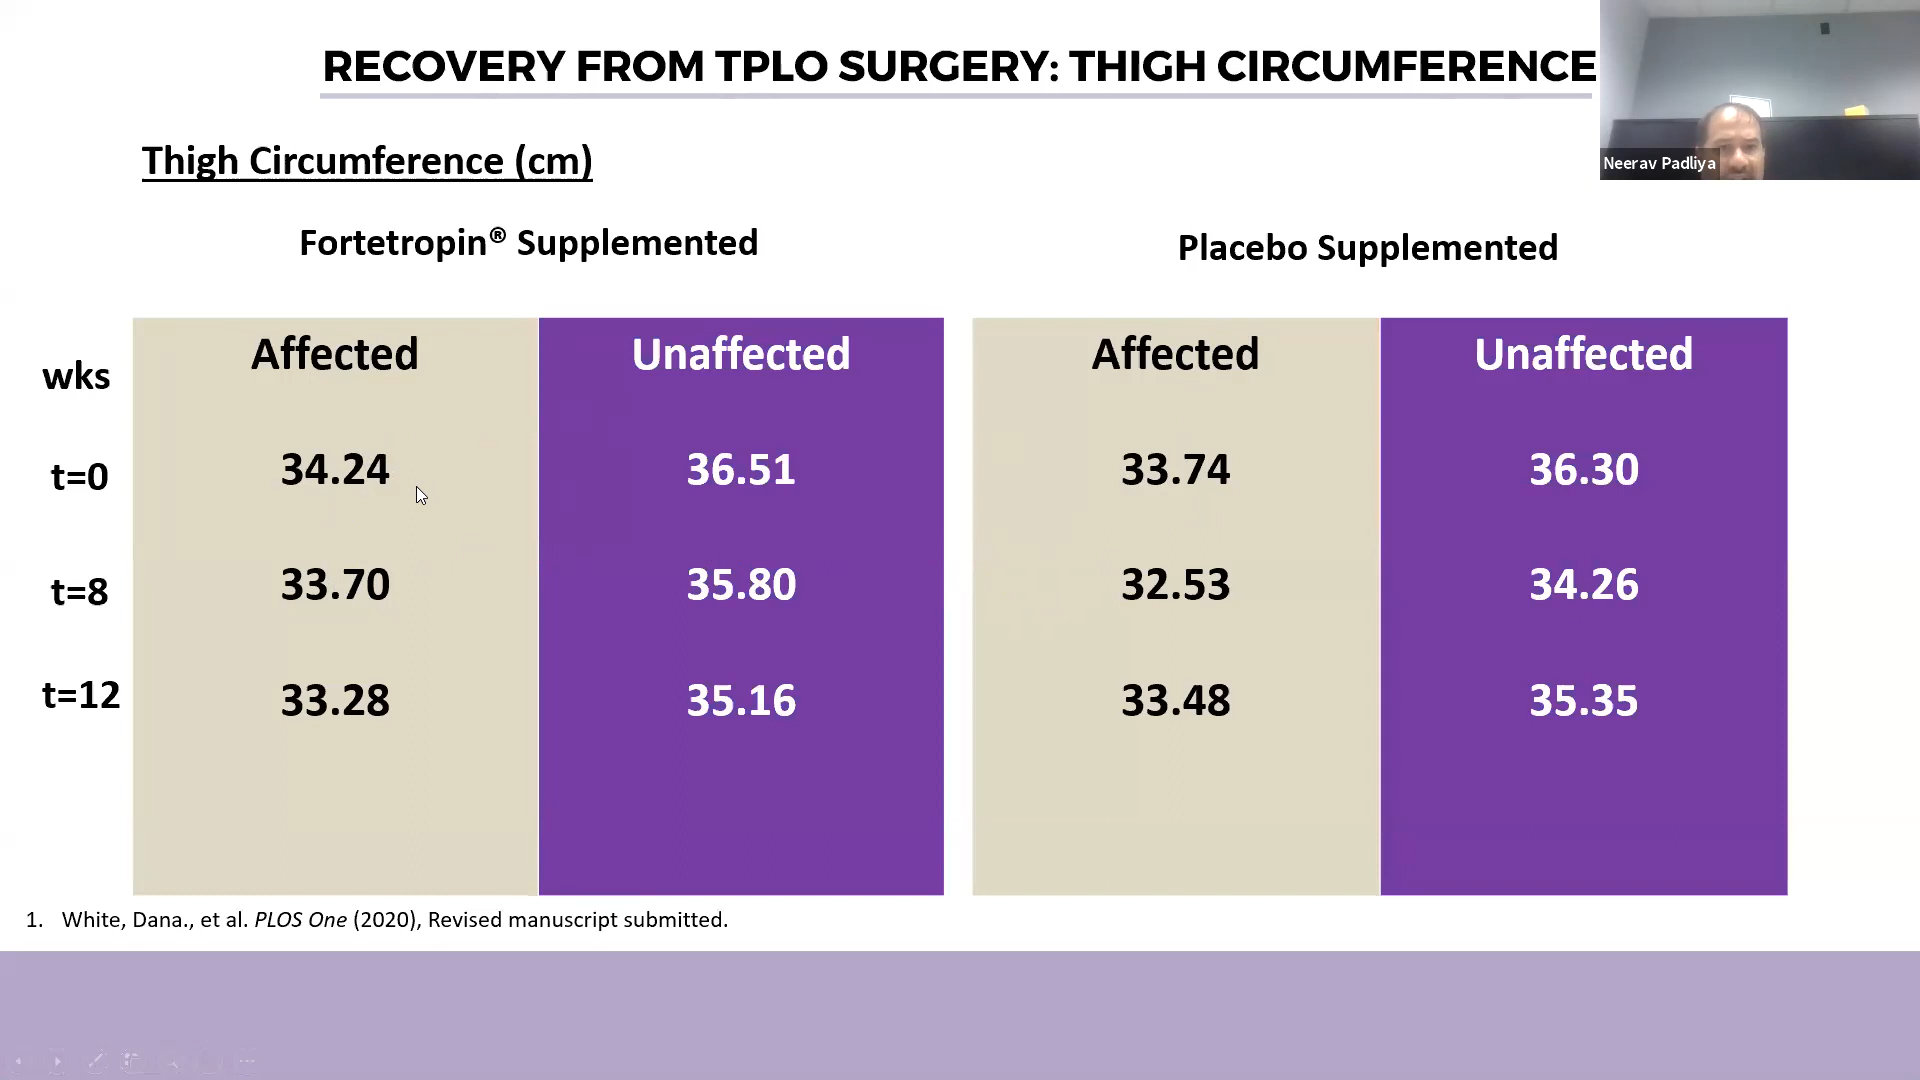 RECOVERY FROM TPLO SURGERY: THIGH CIRCUMFERENCE
Neerav Padliya
Thigh Circumference (cm)
Fortetropin® Supplemented
Placebo Supplemented
wks
Affected
Unaffected
Affected
Unaffected
t=0
34.24
36.51
33.74
36.30
t=8
33.70
35.80
32.53
34.26
t=12
33.28
35.16
33.48
35.35
1. White, Dana., et al. PLOS One (2020), Revised manuscript submitted.